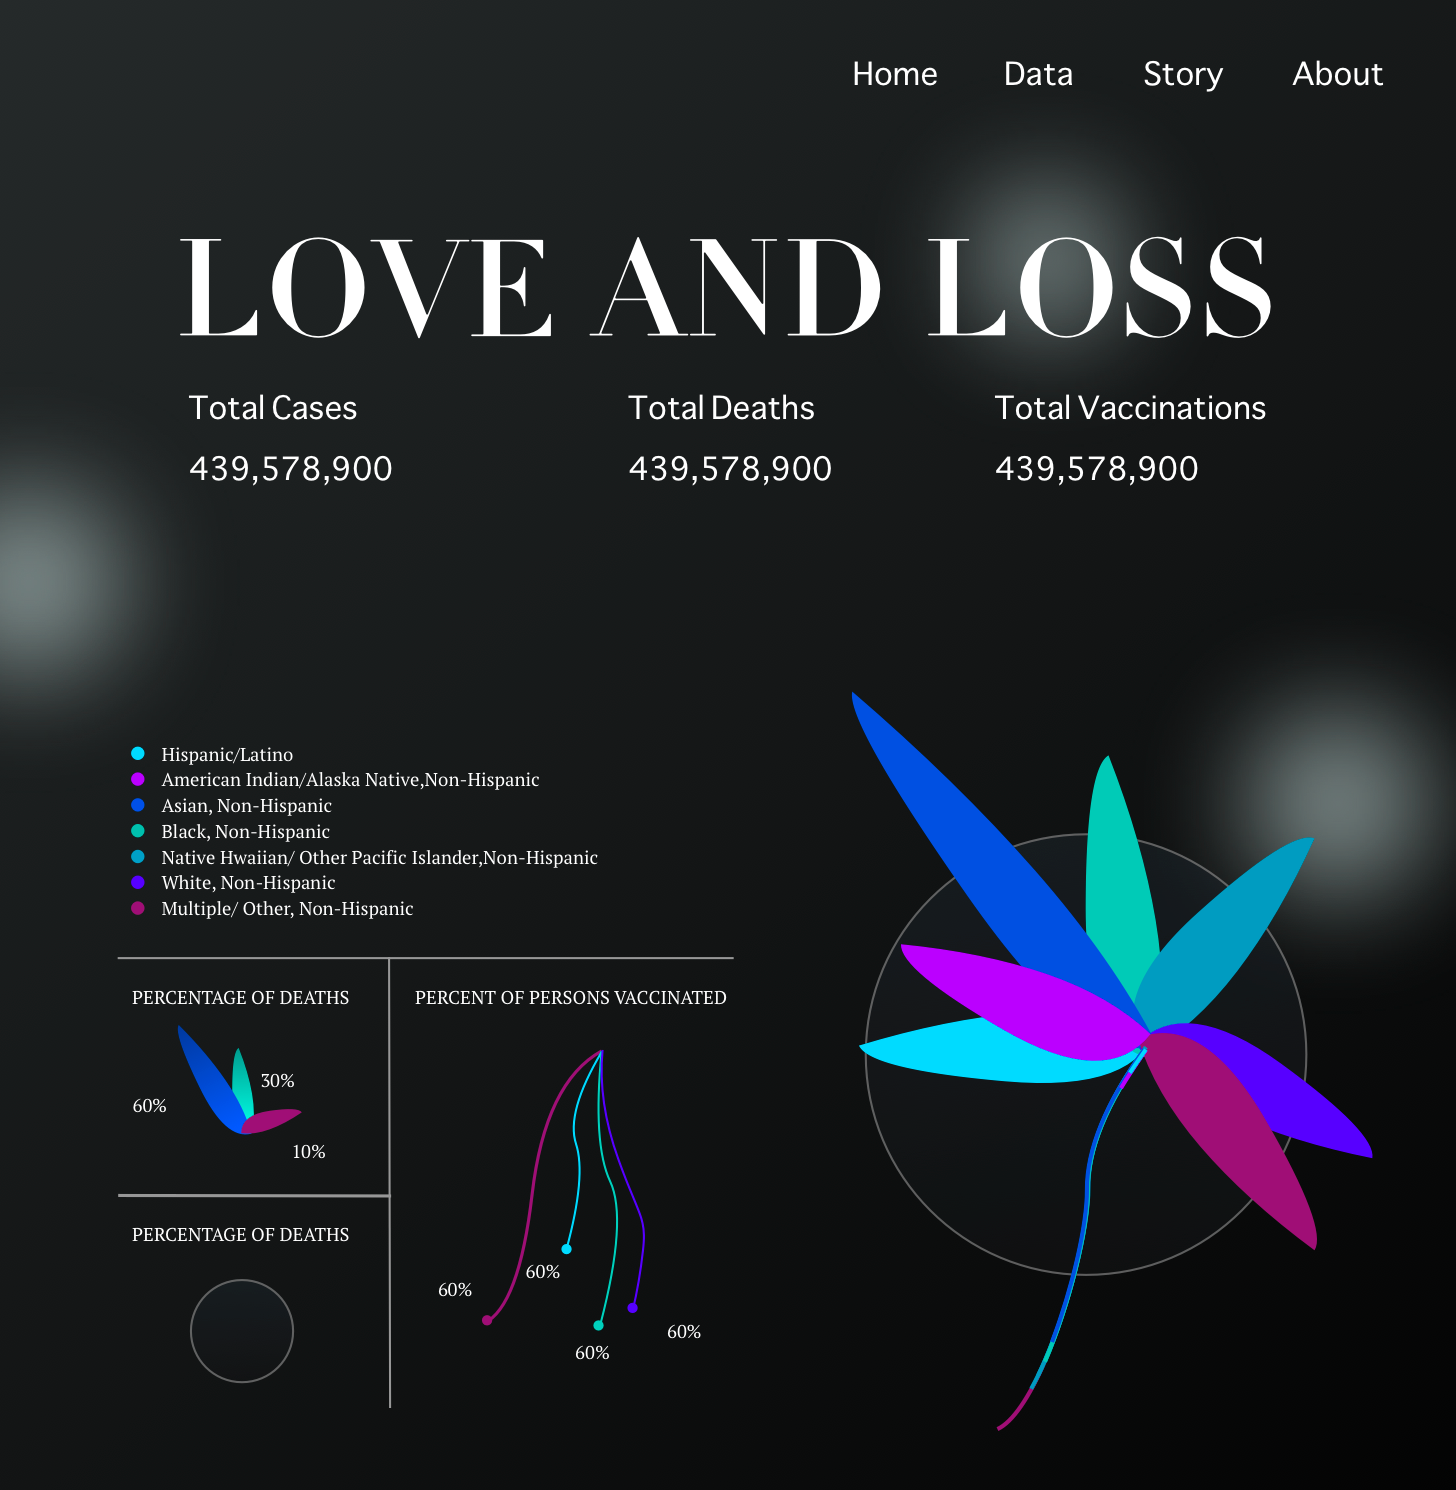 Home Data Story About
LOVE AND LOSS
Total Cases Total Deaths Total Vaccinations
439,578,900 439,578,900 439,578,900
Hispanic/Latino
American Indian/Alaska Native,Non-Hispanic
Asian, Non-Hispanic
Black, Non-Hispanic
Native Hwaiian/ Other Pacific Islander,Non-Hispanic
White, Non-Hispanic
Multiple/ Other, Non-Hispanic
PERCENTAGE OF DEATHS
30%
60%
10%
PERCENT OF PERSONS VACCINATED
60%
60%
60%
60%
PERCENTAGE OF DEATHS